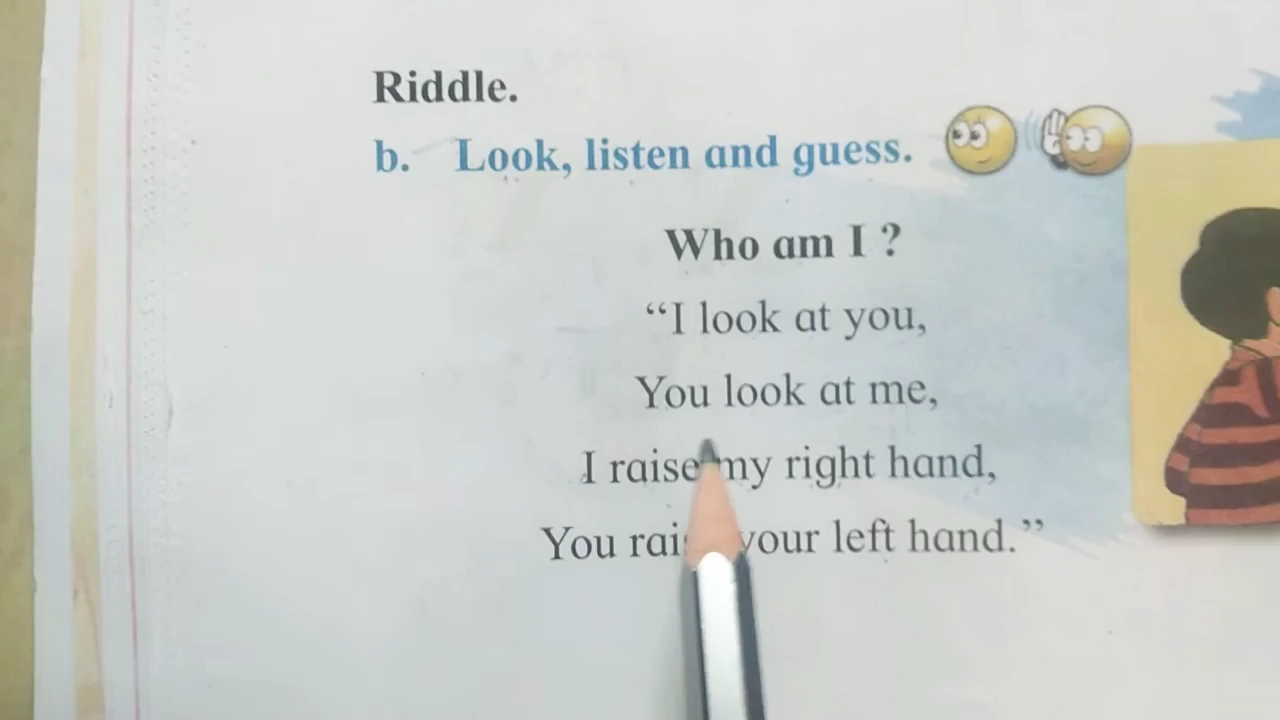 Riddle.
b. Look, listen and guess.
Who am I ?
“I look at you,
You look at me,
I raise my right hand,
You your left hand.”